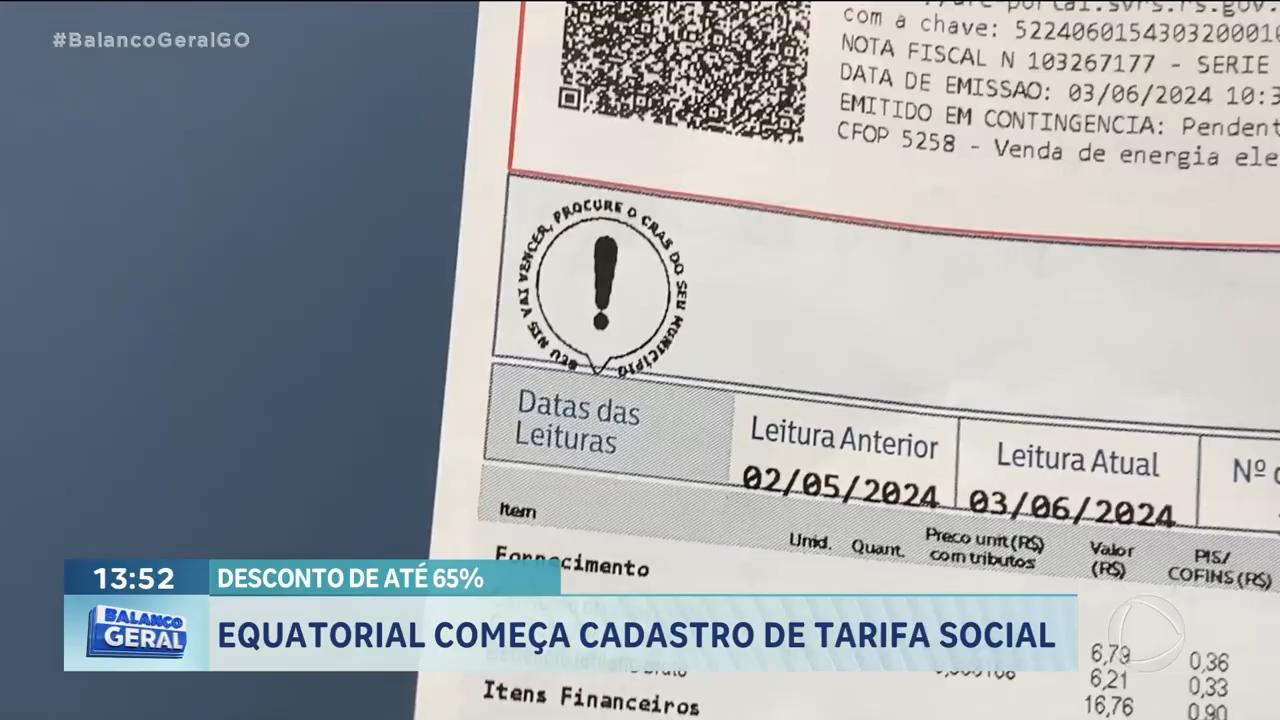 #BalancoGeralGO
com a chave:
NOTA FISCAL N 103267177 - SERIE
DATA DE EMISSAO: 03/06/2024 10:3
EMITIDO EM CONTINGENCIA: Pendent
CFOP 5258 - Venda de energia ele
SEU NIS VAI VENCER, PROCURE O CRAS DO SEU MUNICÍPIO
!
Datas das
Leituras
Leitura Anterior
02/05/2024
Leitura Atual
03/06/2024
Nº
Item
Unid.
Quant.
Preco unit (R$)
com tributos
Valor
(R$)
PIS/
COFINS (R$)
Fornecimento
6,79
0,36
6,21
0,33
16,76
0,90
Itens Financeiros
13:52
DESCONTO DE ATÉ 65%
BALANCO
GERAL
EQUATORIAL COMEÇA CADASTRO DE TARIFA SOCIAL